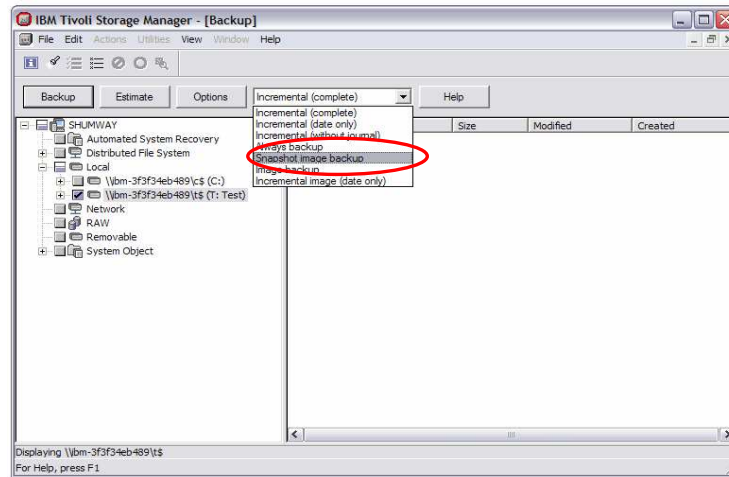 IBM Tivoli Storage Manager - [Backup]
File Edit Actions Utilities View Window Help
Backup Estimate Options Incremental (complete) Help
Incremental (complete)
Incremental (date only)
Incremental (without journal)
Always backup
Snapshot image backup
Image backup
Incremental image (date only)
Size Modified Created
SHUMWAY
Automated System Recovery
Distributed File System
Local
\\ibm-3f3f34eb489\c$ (C:)
\\ibm-3f3f34eb489\t$ (T: Test)
Network
RAW
Removable
System Object
Displaying \\ibm-3f3f34eb489\t$
For Help, press F1